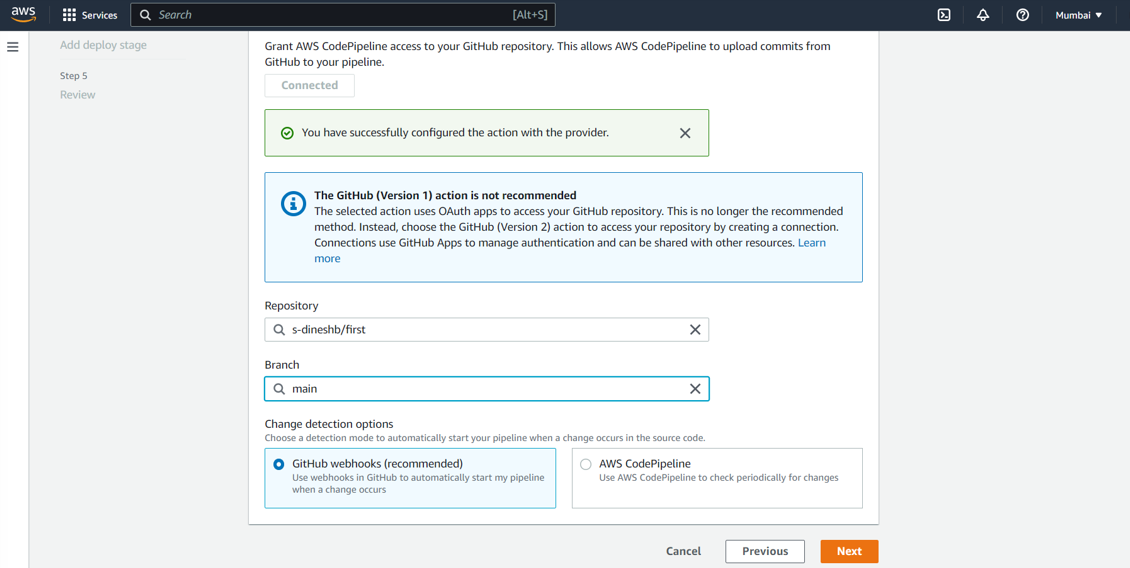 aws
Services
Search
[Alt+S]
Mumbai ▼
Add deploy stage
Step 5
Review
Grant AWS CodePipeline access to your GitHub repository. This allows AWS CodePipeline to upload commits from
GitHub to your pipeline.
Connected
You have successfully configured the action with the provider.
The GitHub (Version 1) action is not recommended
The selected action uses OAuth apps to access your GitHub repository. This is no longer the recommended
method. Instead, choose the GitHub (Version 2) action to access your repository by creating a connection.
Connections use GitHub Apps to manage authentication and can be shared with other resources. Learn
more
Repository
s-dineshb/first
Branch
main
Change detection options
Choose a detection mode to automatically start your pipeline when a change occurs in the source code.
GitHub webhooks (recommended)
Use webhooks in GitHub to automatically start my pipeline
when a change occurs
AWS CodePipeline
Use AWS CodePipeline to check periodically for changes
Cancel
Previous
Next